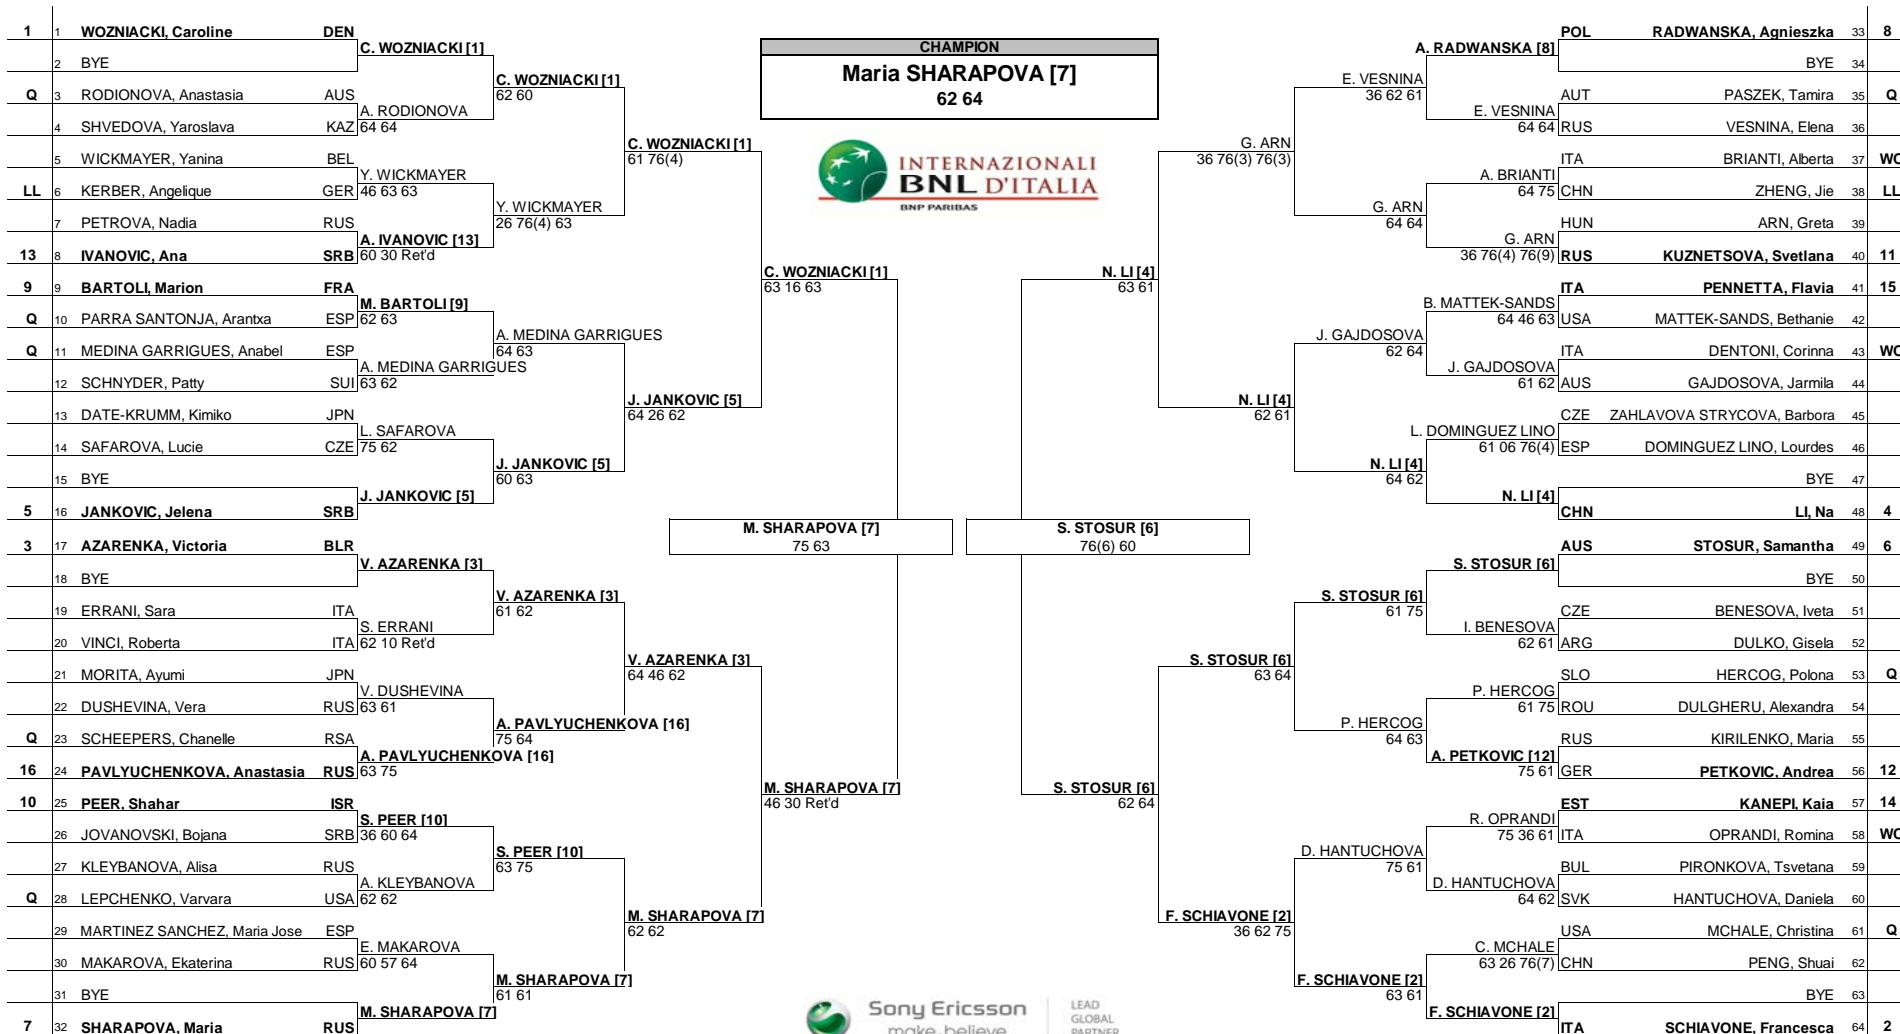 1 1 WOZNIACKI, Caroline DEN
2 BYE
Q 3 RODIONOVA, Anastasia AUS
4 SHVEDOVA, Yaroslava KAZ
5 WICKMAYER, Yanina BEL
LL 6 KERBER, Angelique GER
7 PETROVA, Nadia RUS
13 8 IVANOVIC, Ana SRB
9 9 BARTOLI, Marion FRA
Q 10 PARRA SANTONJA, Arantxa ESP
Q 11 MEDINA GARRIGUES, Anabel ESP
12 SCHNYDER, Patty SUI
13 DATE-KRUMM, Kimiko JPN
14 SAFAROVA, Lucie CZE
15 BYE
5 16 JANKOVIC, Jelena SRB
3 17 AZARENKA, Victoria BLR
18 BYE
19 ERRANI, Sara ITA
20 VINCI, Roberta ITA
21 MORITA, Ayumi JPN
22 DUSHEVINA, Vera RUS
Q 23 SCHEEPERS, Chanelle RSA
16 24 PAVLYUCHENKOVA, Anastasia RUS
10 25 PEER, Shahar ISR
26 JOVANOVSKI, Bojana SRB
27 KLEYBANOVA, Alisa RUS
Q 28 LEPCHENKO, Varvara USA
29 MARTINEZ SANCHEZ, Maria Jose ESP
30 MAKAROVA, Ekaterina RUS
31 BYE
7 32 SHARAPOVA, Maria RUS
C. WOZNIACKI [1]
A. RODIONOVA
64 64
Y. WICKMAYER
46 63 63
A. IVANOVIC [13]
60 30 Ret'd
M. BARTOLI [9]
62 63
A. MEDINA GARRIGUES
63 62
L. SAFAROVA
75 62
J. JANKOVIC [5]
V. AZARENKA [3]
S. ERRANI
62 10 Ret'd
V. DUSHEVINA
63 61
A. PAVLYUCHENKOVA [16]
63 75
S. PEER [10]
36 60 64
A. KLEYBANOVA
62 62
E. MAKAROVA
60 57 64
M. SHARAPOVA [7]
C. WOZNIACKI [1]
62 60
Y. WICKMAYER
26 76(4) 63
A. MEDINA GARRIGUES
64 63
J. JANKOVIC [5]
60 63
V. AZARENKA [3]
61 62
A. PAVLYUCHENKOVA [16]
75 64
S. PEER [10]
63 75
M. SHARAPOVA [7]
61 61
C. WOZNIACKI [1]
61 76(4)
J. JANKOVIC [5]
64 26 62
V. AZARENKA [3]
64 46 62
M. SHARAPOVA [7]
62 62
C. WOZNIACKI [1]
63 16 63
M. SHARAPOVA [7]
46 30 Ret'd
M. SHARAPOVA [7]
75 63
CHAMPION
Maria SHARAPOVA [7]
62 64
INTERNAZIONALI
BNL D'ITALIA
BNP PARIBAS
S. STOSUR [6]
76(6) 60
N. LI [4]
63 61
S. STOSUR [6]
62 64
G. ARN
36 76(3) 76(3)
N. LI [4]
62 61
S. STOSUR [6]
63 64
F. SCHIAVONE [2]
36 62 75
E. VESNINA
36 62 61
G. ARN
64 64
J. GAJDOSOVA
62 64
N. LI [4]
64 62
S. STOSUR [6]
61 75
P. HERCOG
64 63
D. HANTUCHOVA
75 61
F. SCHIAVONE [2]
63 61
A. RADWANSKA [8]
E. VESNINA
64 64
A. BRIANTI
64 75
G. ARN
36 76(4) 76(9)
B. MATTEK-SANDS
64 46 63
J. GAJDOSOVA
61 62
L. DOMINGUEZ LINO
61 06 76(4)
N. LI [4]
S. STOSUR [6]
I. BENESOVA
62 61
P. HERCOG
61 75
A. PETKOVIC [12]
75 61
R. OPRANDI
75 36 61
D. HANTUCHOVA
64 62
C. MCHALE
63 26 76(7)
F. SCHIAVONE [2]
POL RADWANSKA, Agnieszka 33 8
BYE 34
AUT PASZEK, Tamira 35 Q
RUS VESNINA, Elena 36
ITA BRIANTI, Alberta 37 WC
CHN ZHENG, Jie 38 LL
HUN ARN, Greta 39
RUS KUZNETSOVA, Svetlana 40 11
ITA PENNETTA, Flavia 41 15
USA MATTEK-SANDS, Bethanie 42
ITA DENTONI, Corinna 43 WC
AUS GAJDOSOVA, Jarmila 44
CZE ZAHLAVOVA STRYCOVA, Barbora 45
ESP DOMINGUEZ LINO, Lourdes 46
BYE 47
CHN LI, Na 48 4
AUS STOSUR, Samantha 49 6
BYE 50
CZE BENESOVA, Iveta 51
ARG DULKO, Gisela 52
SLO HERCOG, Polona 53 Q
ROU DULGHERU, Alexandra 54
RUS KIRILENKO, Maria 55
GER PETKOVIC, Andrea 56 12
EST KANEPI, Kaia 57 14
ITA OPRANDI, Romina 58 WC
BUL PIRONKOVA, Tsvetana 59
SVK HANTUCHOVA, Daniela 60
USA MCHALE, Christina 61 Q
CHN PENG, Shuai 62
BYE 63
ITA SCHIAVONE, Francesca 64 2
Sony Ericsson
make.believe
LEAD
GLOBAL
PARTNER